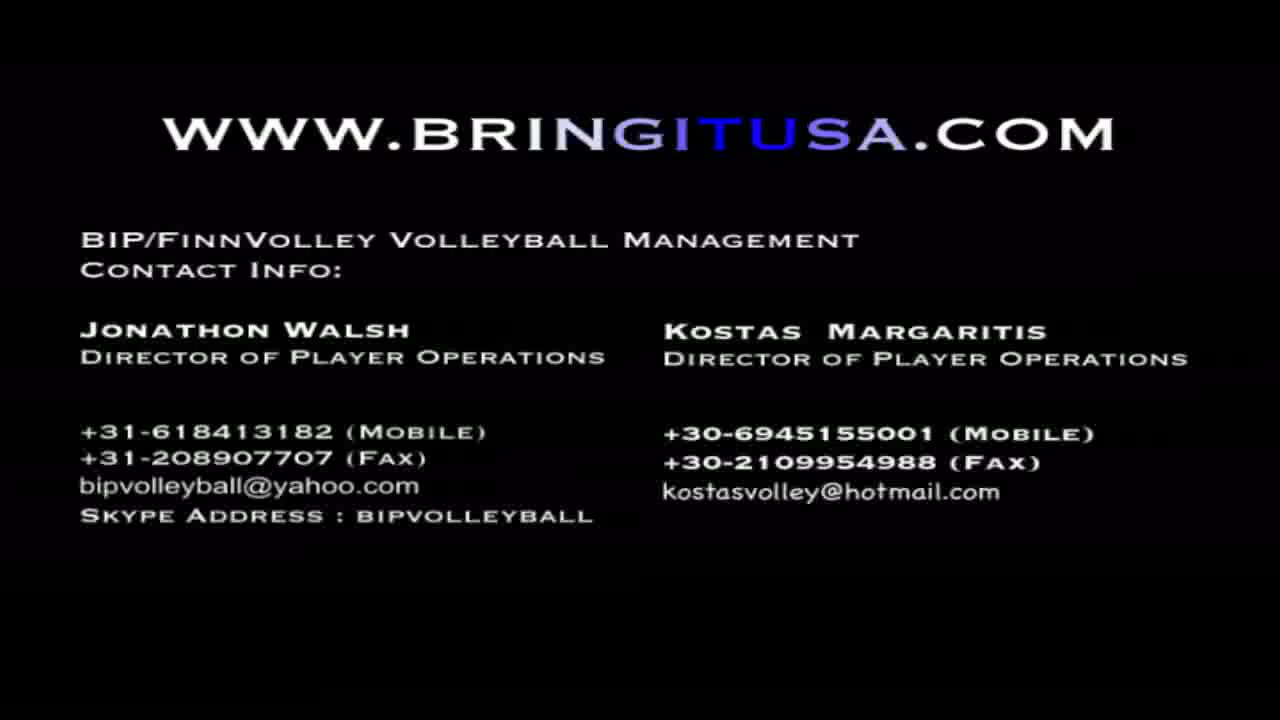 WWW.BRINGITUSA.COM
BIP/FinnVolley Volleyball Management
Contact Info:
Jonathon Walsh
Director of Player Operations
+31-618413182 (Mobile)
+31-208907707 (Fax)
bipvolleyball@yahoo.com
Skype Address : bipvolleyball
Kostas Margaritis
Director of Player Operations
+30-6945155001 (Mobile)
+30-2109954988 (Fax)
kostasvolley@hotmail.com